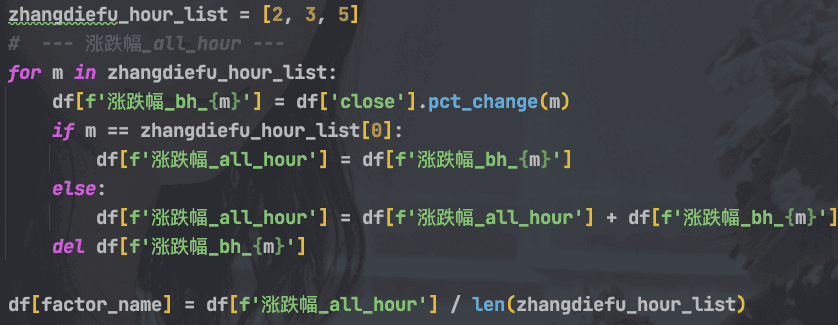 zhangdiefu_hour_list = [2, 3, 5]
#  --- 涨跌幅_all_hour ---
for m in zhangdiefu_hour_list:
    df[f'涨跌幅_bh_{m}'] = df['close'].pct_change(m)
    if m == zhangdiefu_hour_list[0]:
        df[f'涨跌幅_all_hour'] = df[f'涨跌幅_bh_{m}']
    else:
        df[f'涨跌幅_all_hour'] = df[f'涨跌幅_all_hour'] + df[f'涨跌幅_bh_{m}']
    del df[f'涨跌幅_bh_{m}']
df[factor_name] = df[f'涨跌幅_all_hour'] / len(zhangdiefu_hour_list)